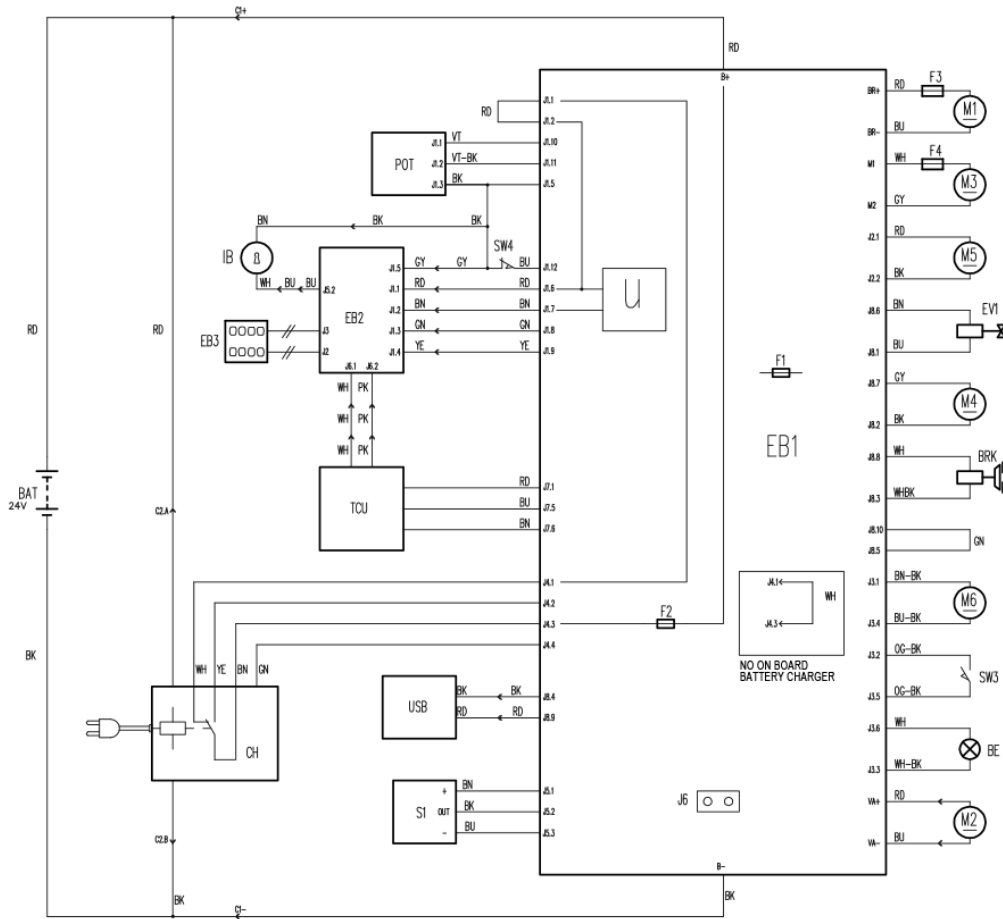 C1+
RD
B+
RD
F3
M1
BR+
BU
BR-
J1.1
RD
J1.2
J1.1
VT
J1.10
POT
J1.2
VT-BK
J1.11
J1.3
BK
J1.5
WH
F4
M1
M3
GY
M2
BN
BK
BK
SW4
IB
J1.5
GY
GY
BU
J1.12
RD
J2.1
M5
BK
J2.2
WH
BU
BU
J5.2
J1.1
RD
RD
J1.6
J1.2
BN
BN
J1.7
U
EB2
J1.3
GN
GN
J1.8
J1.4
YE
YE
J1.9
EB3
J3
J2
J6.1
J6.2
BN
J8.6
EV1
BU
J8.1
RD
RD
WH
PK
WH
PK
WH
PK
F1
EB1
GY
J8.7
M4
BK
J8.2
WH
J8.8
BRK
WHBK
J8.3
BAT
24V
C2.A
TCU
RD
J7.1
BU
J7.5
BN
J7.6
J8.10
GN
J8.5
J4.1
J4.2
J4.3
J4.4
F2
J4.1
WH
J4.3
NO ON BOARD
BATTERY CHARGER
BN-BK
J3.1
M6
BU-BK
J3.4
OG-BK
J3.2
SW3
OG-BK
J3.5
BK
WH
YE
BN
GN
CH
USB
BK
BK
J8.4
RD
RD
J8.9
WH
J3.6
BE
WH-BK
J3.3
C2.B
S1
+
BN
J5.1
OUT
BK
J5.2
-
BU
J5.3
J6
RD
VA+
M2
BU
VA-
B-
BK
BK
C1-